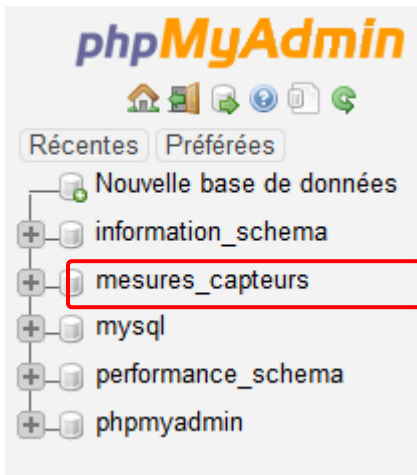 phpMyAdmin
Récentes Préférées
Nouvelle base de données
information_schema
mesures_capteurs
mysql
performance_schema
phpmyadmin